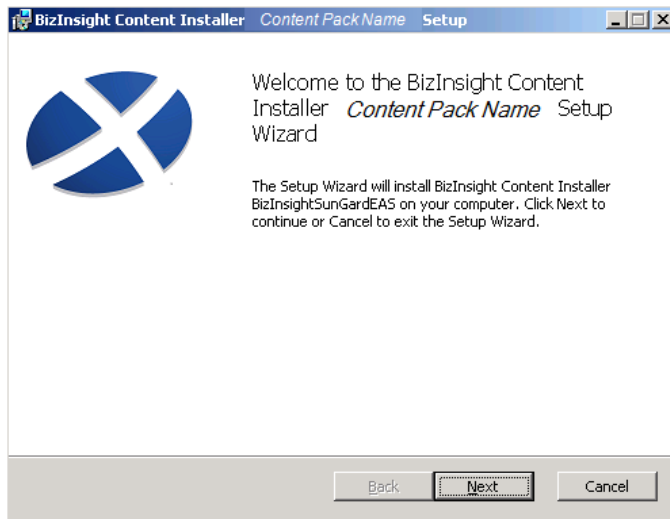 BizInsight Content Installer Content Pack Name Setup
Welcome to the BizInsight Content
Installer Content Pack Name Setup
Wizard
The Setup Wizard will install BizInsight Content Installer
BizInsightSunGardEAS on your computer. Click Next to
continue or Cancel to exit the Setup Wizard.
Back Next Cancel